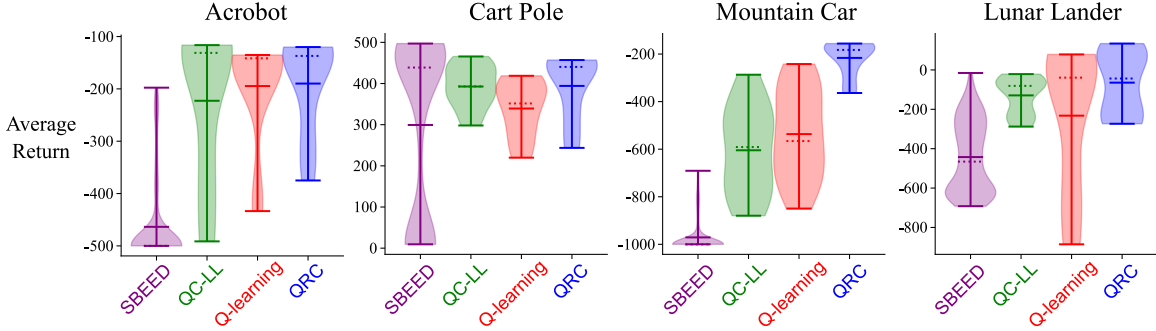 Acrobot
Cart Pole
Mountain Car
Lunar Lander
Average
Return
-100
-200
-300
-400
-500
SBEED
QC-LL
Q-learning
QRC
500
400
300
200
100
0
SBEED
QC-LL
Q-learning
QRC
-200
-400
-600
-800
-1000
SBEED
QC-LL
Q-learning
QRC
0
-200
-400
-600
-800
SBEED
QC-LL
Q-learning
QRC